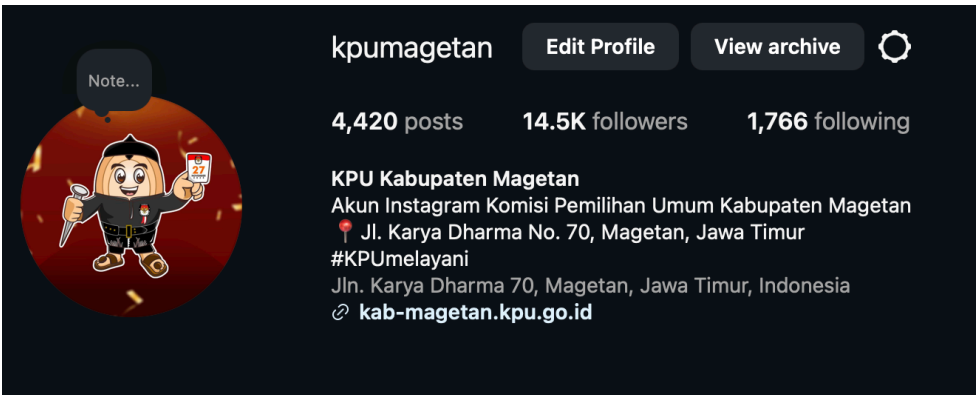 Note...
kpumagetan Edit Profile View archive
4,420 posts 14.5K followers 1,766 following
KPU Kabupaten Magetan
Akun Instagram Komisi Pemilihan Umum Kabupaten Magetan
📍 Jl. Karya Dharma No. 70, Magetan, Jawa Timur
#KPUmelayani
Jln. Karya Dharma 70, Magetan, Jawa Timur, Indonesia
kab-magetan.kpu.go.id
27